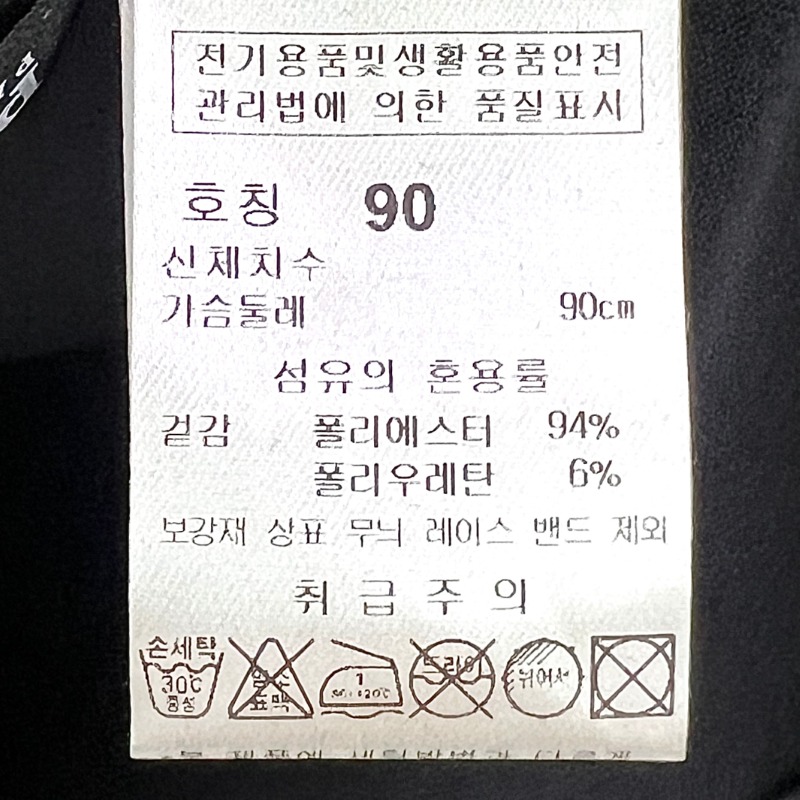 전기용품및생활용품안전
관리법에 의한 품질표시
호칭 90
신체치수
가슴둘레 90cm
섬유의 혼용률
겉감 폴리에스터 94%
폴리우레탄 6%
보강재 상표 무늬 레이스 밴드 제외
취급주의
손세탁
30℃
중성
염소
표백
1
드라이
뉘어서